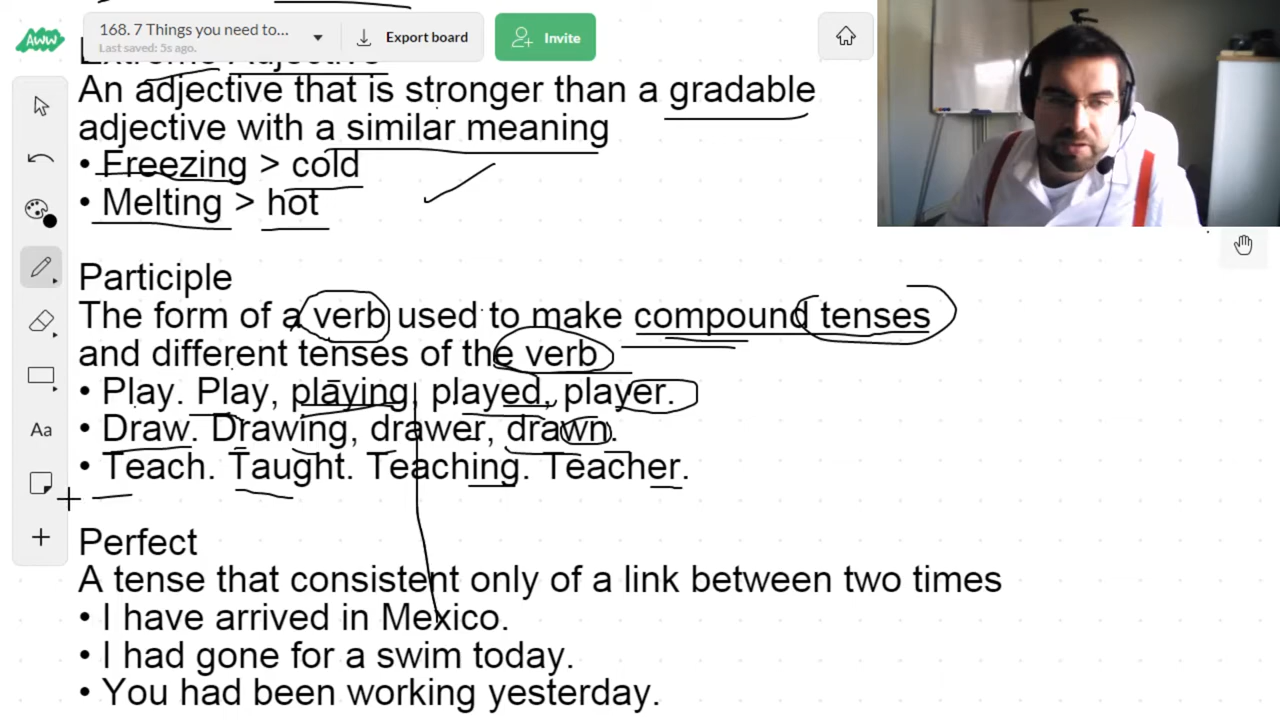 AWW
168. 7 Things you need to...
Last saved: 5s ago.
Export board
Invite
Extreme Adjective
An adjective that is stronger than a gradable
adjective with a similar meaning
• Freezing > cold
• Melting > hot
Participle
The form of a verb used to make compound tenses
and different tenses of the verb
• Play. Play, playing, played, player.
• Draw. Drawing, drawer, drawn.
• Teach. Taught. Teaching. Teacher.
Aa
Perfect
A tense that consistent only of a link between two times
• I have arrived in Mexico.
• I had gone for a swim today.
• You had been working yesterday.